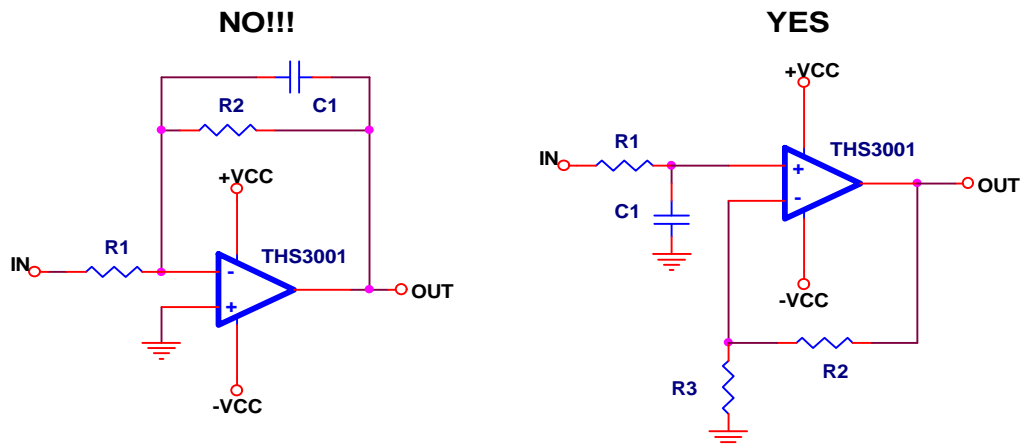 NO!!!
C1
R2
+VCC
R1
IN
THS3001
-
+
OUT
-VCC
YES
+VCC
R1
IN
THS3001
+
-
OUT
C1
-VCC
R2
R3